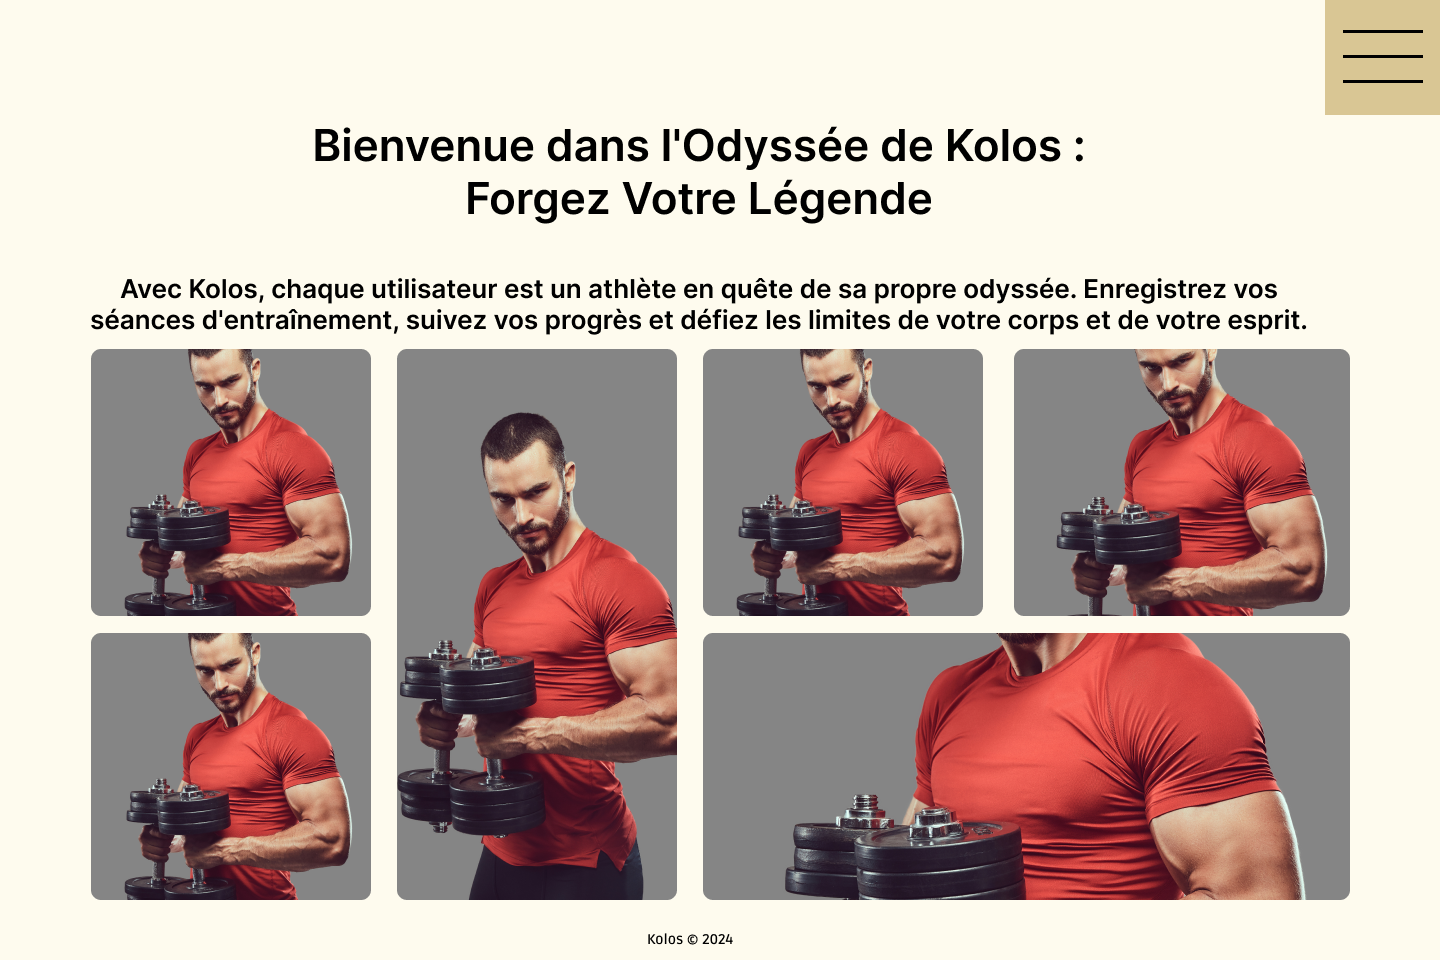 Bienvenue dans l'Odyssée de Kolos :
Forgez Votre Légende
Avec Kolos, chaque utilisateur est un athlète en quête de sa propre odyssée. Enregistrez vos
séances d'entraînement, suivez vos progrès et défiez les limites de votre corps et de votre esprit.
Kolos © 2024